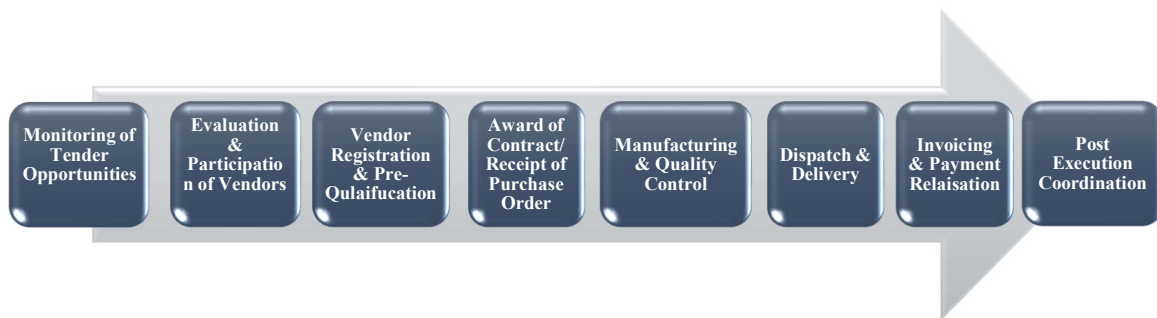 Monitoring of
Tender
Opportunities
Evaluation
&
Participatio
n of Vendors
Vendor
Registration
& Pre-
Qulaifucation
Award of
Contract/
Receipt of
Purchase
Order
Manufacturing
& Quality
Control
Dispatch &
Delivery
Invoicing
& Payment
Relaisation
Post
Execution
Coordination